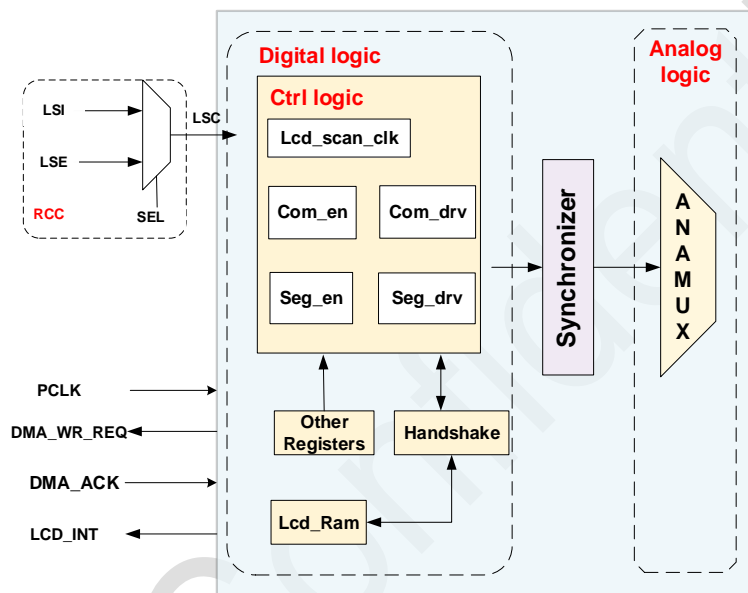 Digital logic
Analog
logic
Ctrl logic
LSI
LSC
Lcd_scan_clk
LSE
RCC
SEL
Com_en
Com_drv
Seg_en
Seg_drv
Synchronizer
A
N
A
M
U
X
PCLK
Other
Registers
Handshake
DMA_WR_REQ
DMA_ACK
Lcd_Ram
LCD_INT
Confidential